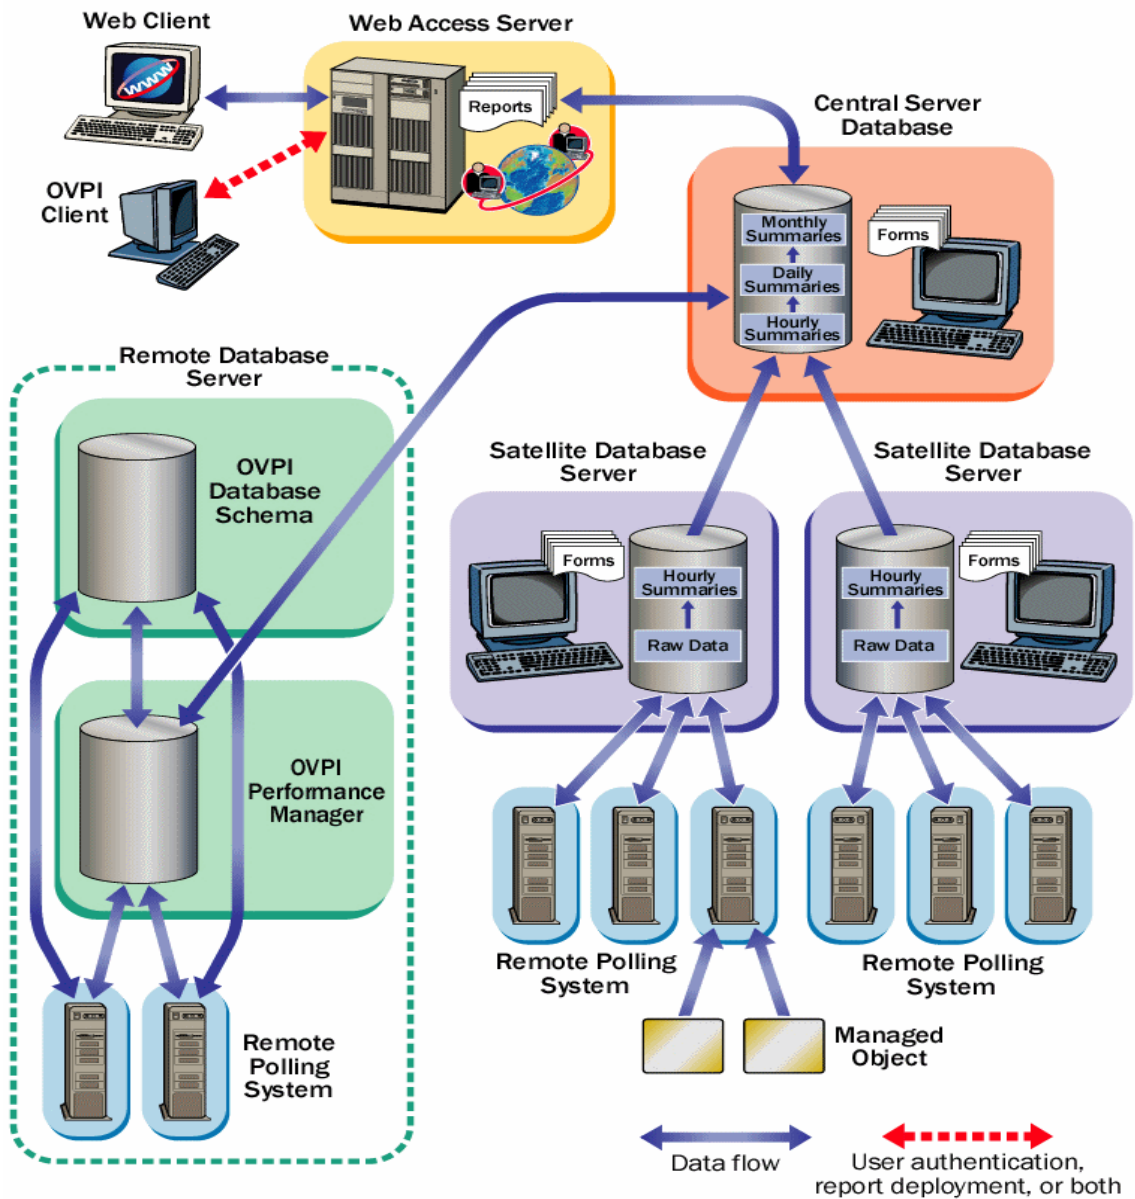 Web Client
Web Access Server
WWW
Reports
OVPI
Client
Central Server
Database
Monthly
Summaries
Daily
Summaries
Hourly
Summaries
Forms
Remote Database
Server
OVPI
Database
Schema
OVPI
Performance
Manager
Remote
Polling
System
Satellite Database
Server
Forms
Hourly
Summaries
Raw Data
Satellite Database
Server
Hourly
Summaries
Raw Data
Forms
Remote Polling
System
Remote Polling
System
Managed
Object
Data flow
User authentication,
report deployment, or both